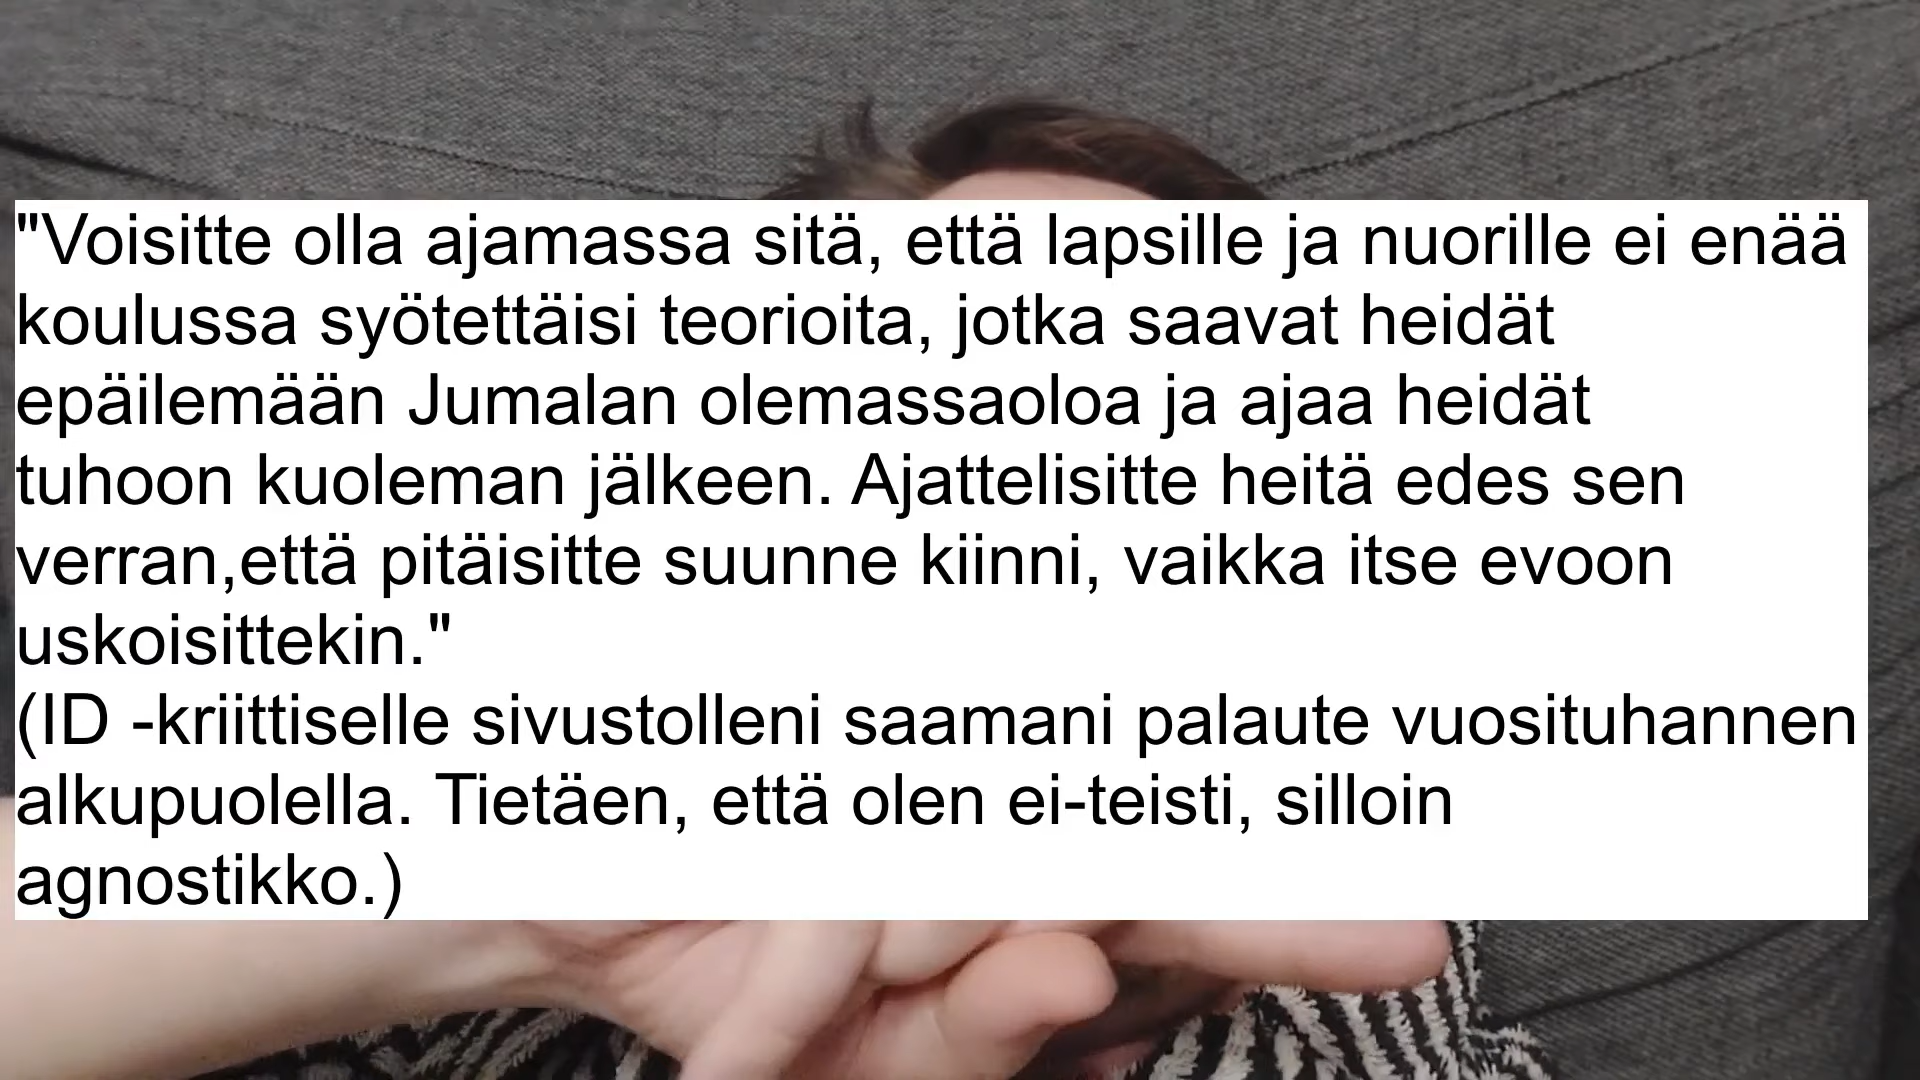 "Voisitte olla ajamassa sitä, että lapsille ja nuorille ei enää
koulussa syötettäisi teorioita, jotka saavat heidät
epäilemään Jumalan olemassaoloa ja ajaa heidät
tuhoon kuoleman jälkeen. Ajattelisitte heitä edes sen
verran,että pitäisitte suunne kiinni, vaikka itse evoon
uskoisittekin."
(ID -kriittiselle sivustolleni saamani palaute vuosituhannen
alkupuolella. Tietäen, että olen ei-teisti, silloin
agnostikko.)